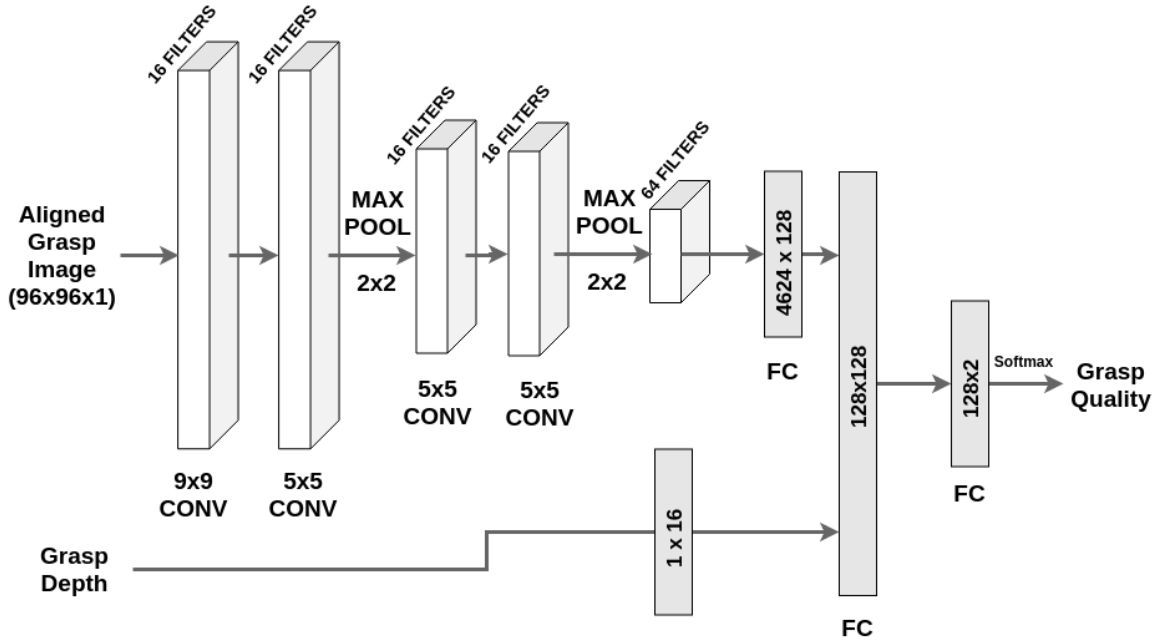 16 FILTERS
16 FILTERS
16 FILTERS
16 FILTERS
64 FILTERS
Aligned
Grasp
Image
(96x96x1)
MAX
POOL
2x2
MAX
POOL
2x2
4624 x 128
FC
9x9
CONV
5x5
CONV
5x5
CONV
5x5
CONV
128x128
FC
128x2
FC
Softmax
Grasp
Quality
Grasp
Depth
1 x 16